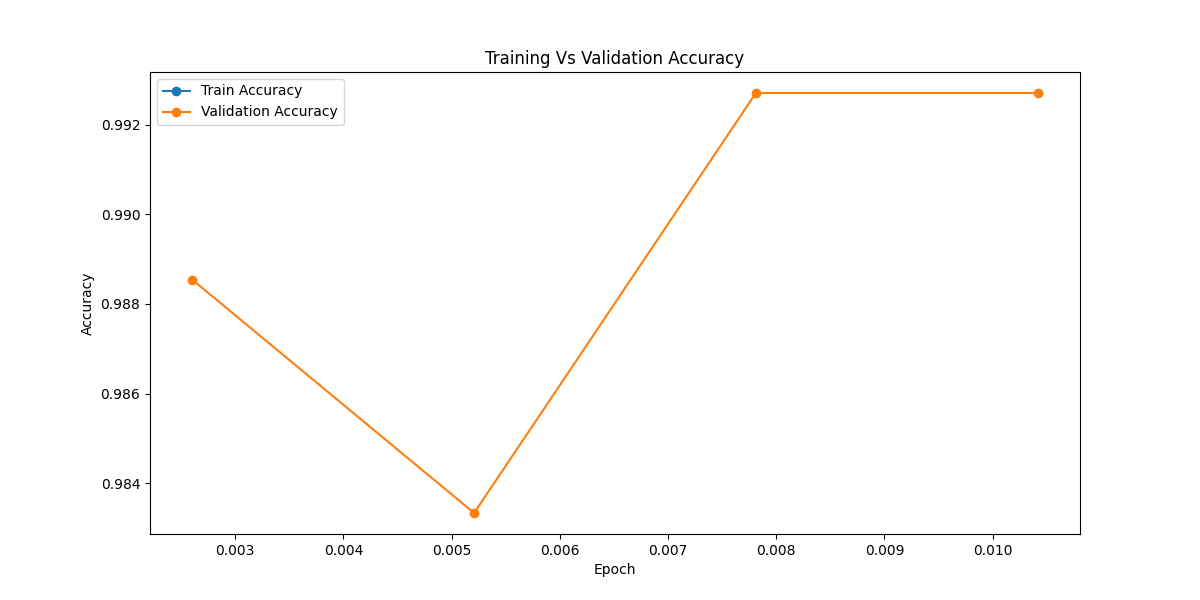 Training Vs Validation Accuracy
Train Accuracy
Validation Accuracy
Accuracy
0.992
0.990
0.988
0.986
0.984
0.003 0.004 0.005 0.006 0.007 0.008 0.009 0.010
Epoch